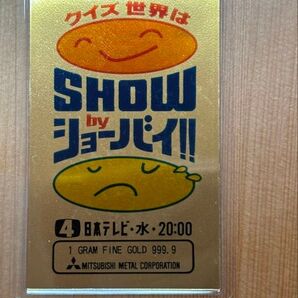 クイズ 世界は
SHOW
by
ショーバイ!!
4 日本テレビ・水・20:00
1 GRAM FINE GOLD 999.9
MITSUBISHI METAL CORPORATION